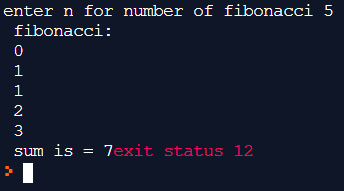 enter n for number of fibonacci 5
fibonacci:
0
1
1
2
3
sum is = 7exit status 12
>